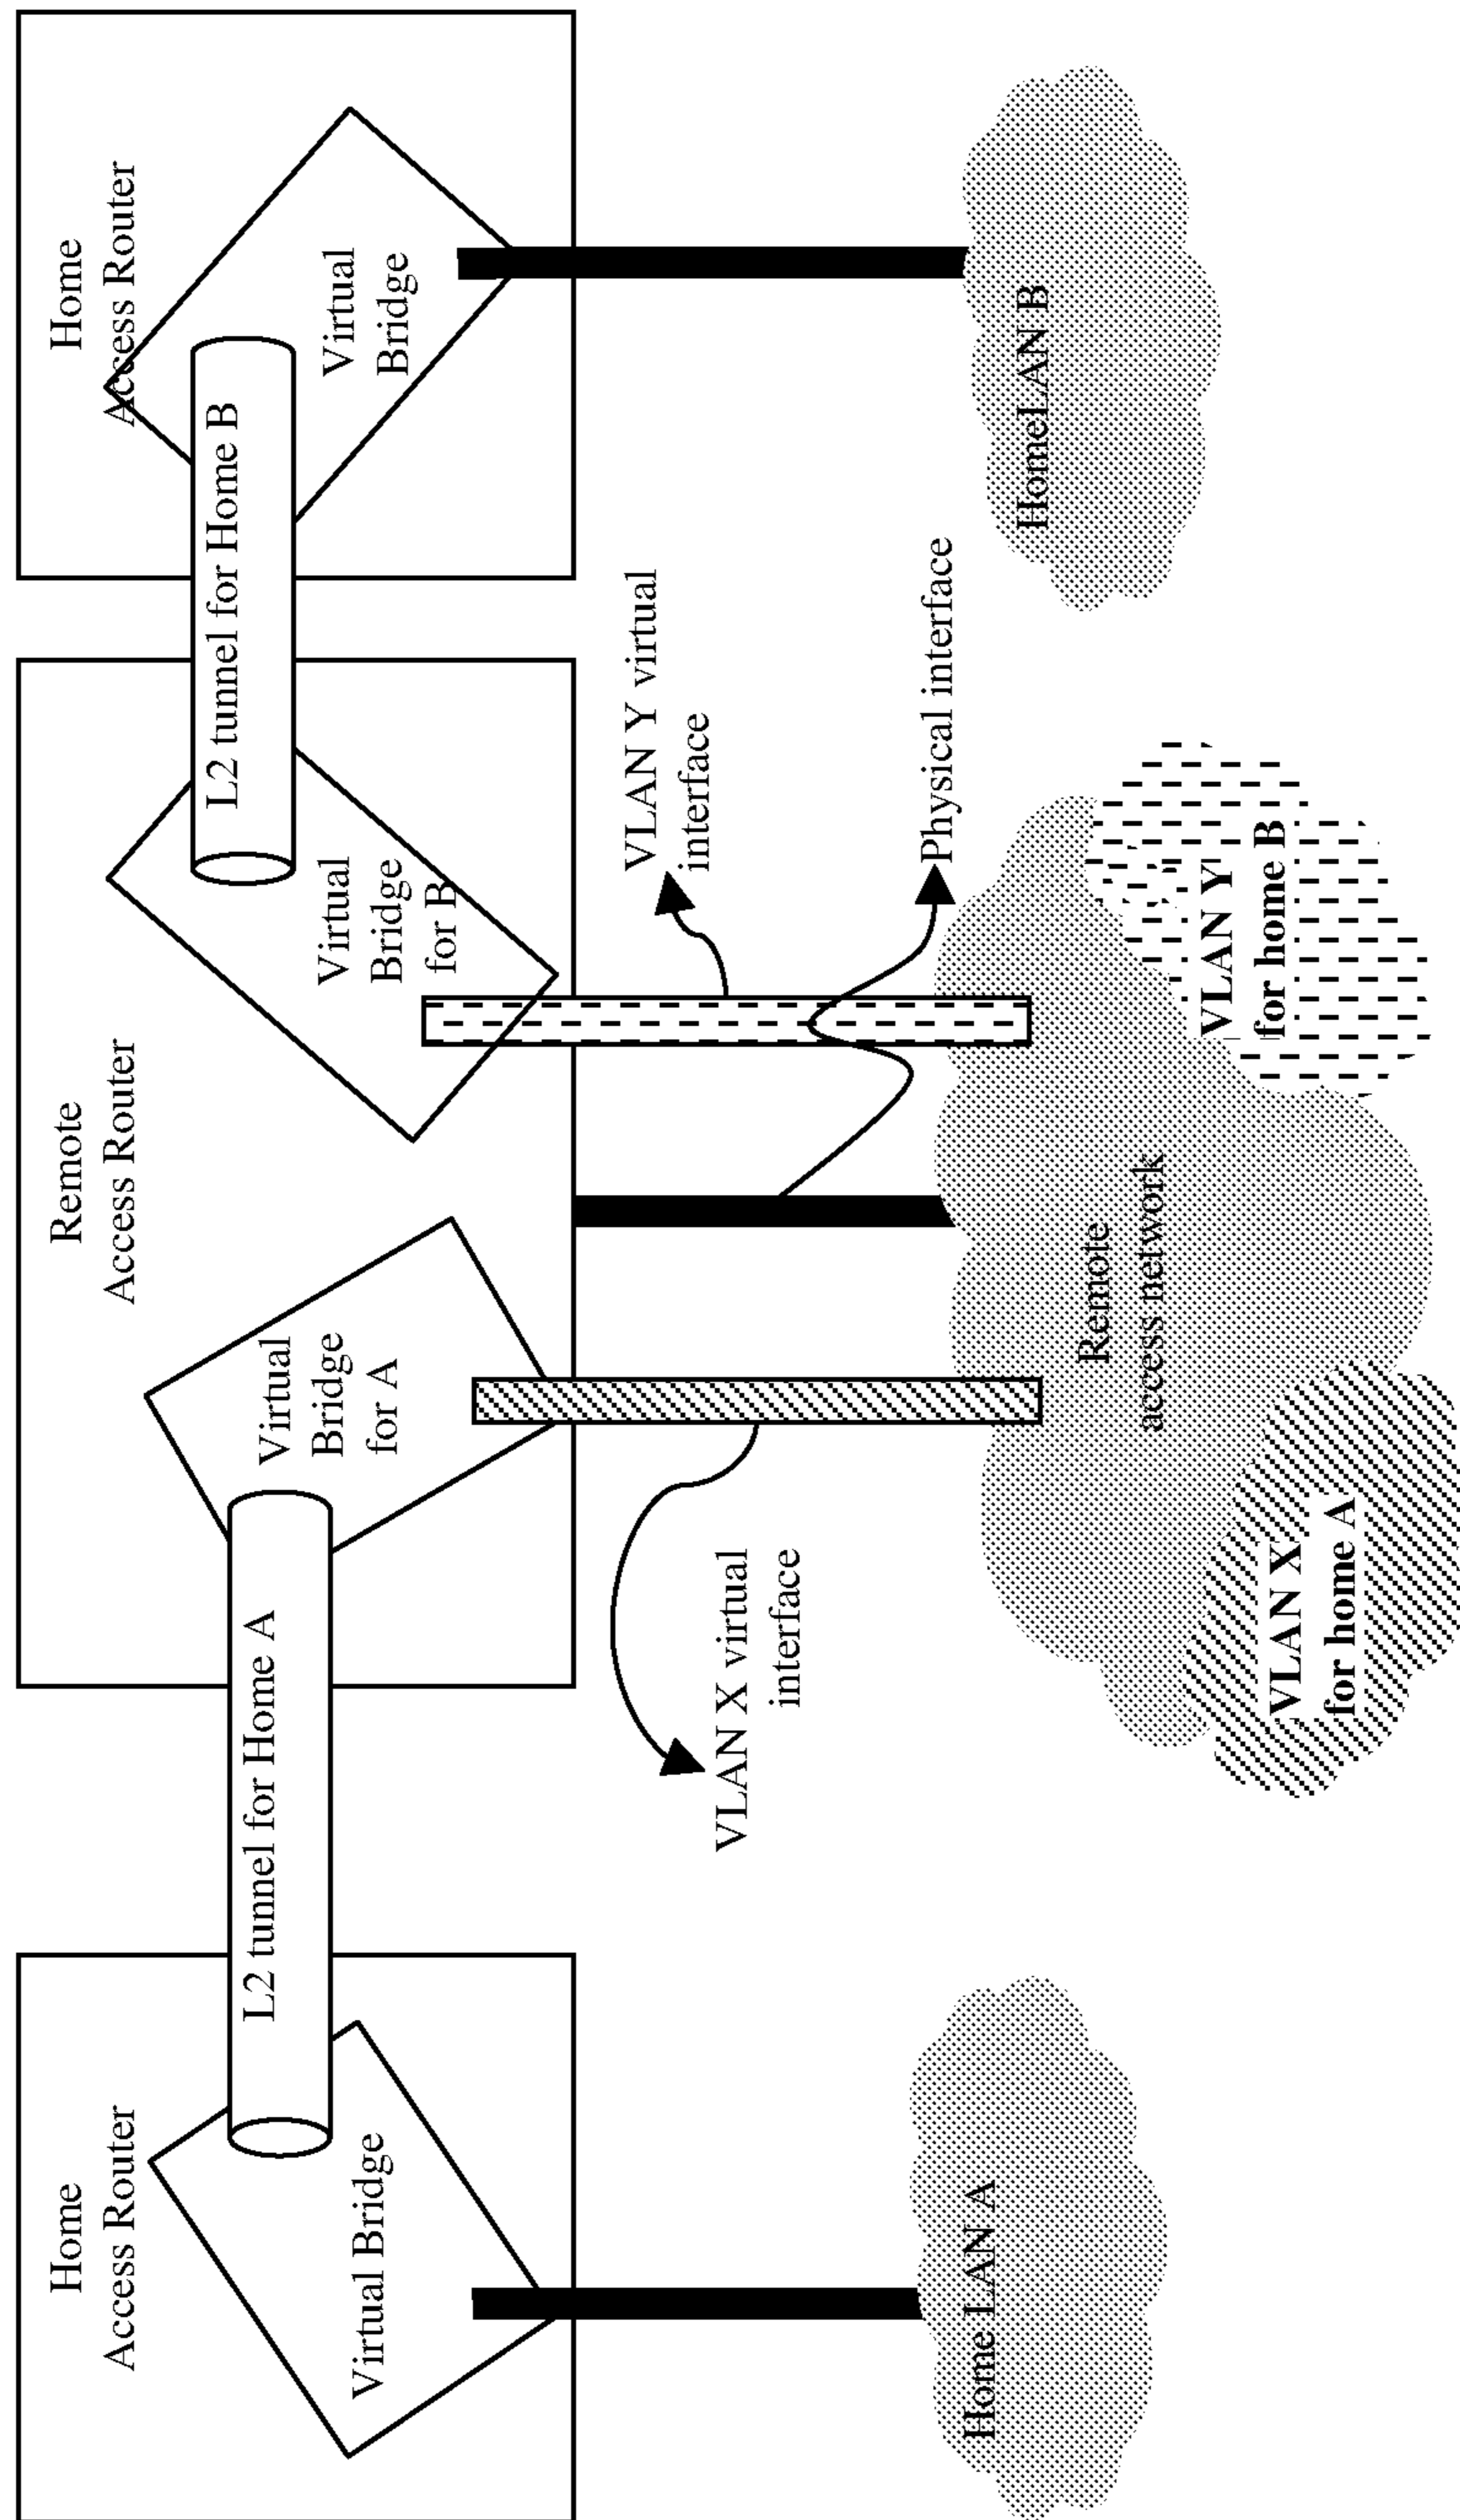 Home
Access Router
Virtual Bridge
L2 tunnel for Home A
Home LAN A
Remote
Access Router
Virtual
Bridge
for A
VLAN X virtual
interface
Virtual
Bridge
for B
L2 tunnel for Home B
VLAN Y virtual
interface
Physical interface
Remote
access network
VLAN X
for home A
VLAN Y
for home B
Home
Access Router
Virtual
Bridge
HomeLAN B